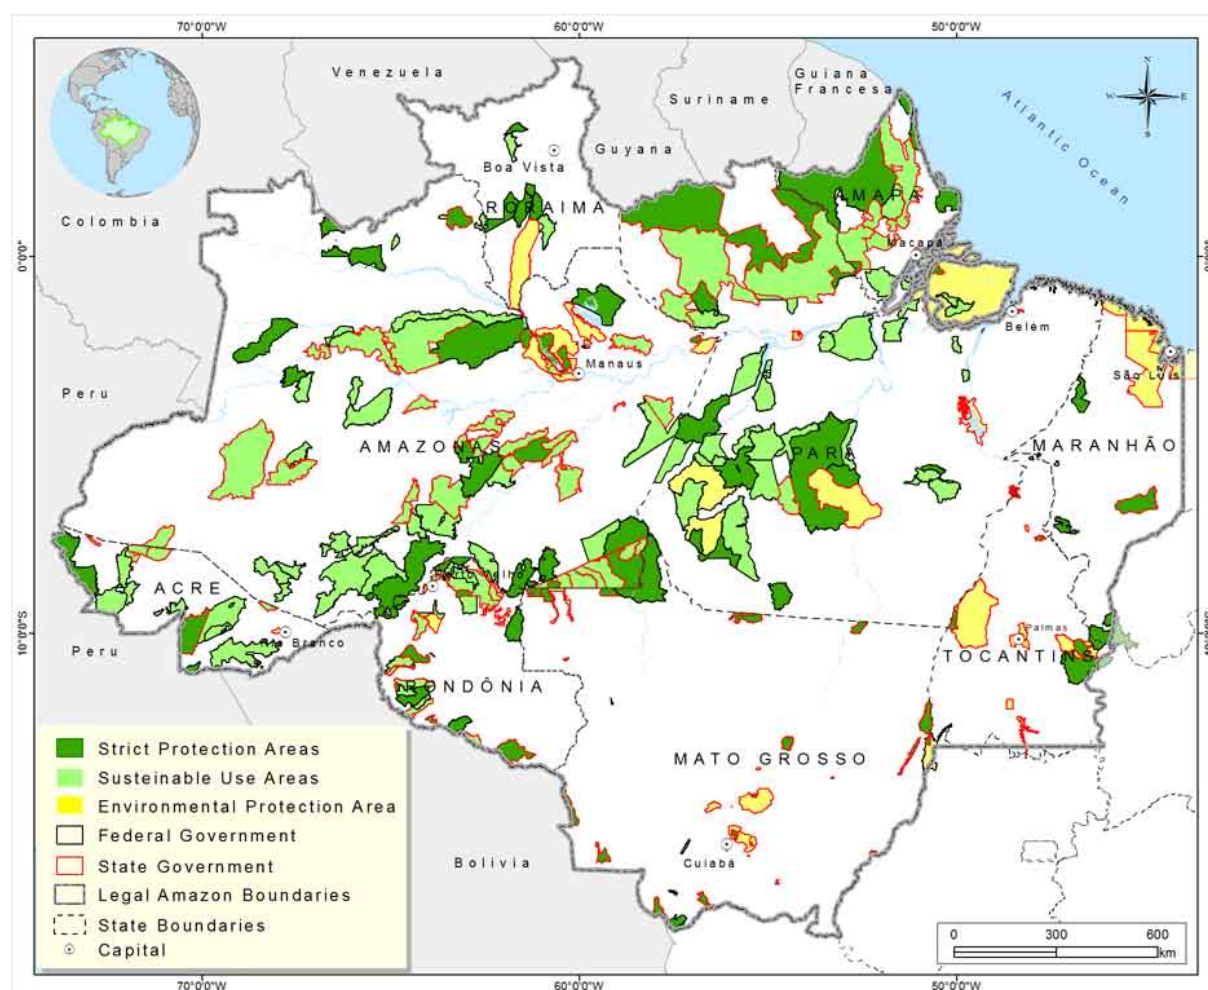 70°0'0"W
60°0'0"W
50°0'0"W
Venezuela
Guiana
Francesa
Suriname
Guyana
Atlantic Ocean
N
W
E
S
Boa Vista
RORAIMA
AMAPÁ
Colombia
0°0'0"
Macapá
Belém
Manaus
São Luís
Peru
AMAZONAS
PARÁ
MARANHÃO
ACRE
10°0'0"S
Rio Branco
Palmas
Peru
TOCANTINS
RONDÔNIA
MATO GROSSO
Cuiabá
Bolivia
Strict Protection Areas
Susteinable Use Areas
Environmental Protection Area
Federal Government
State Government
Legal Amazon Boundaries
State Boundaries
Capital
0 300 600
km
70°0'0"W
60°0'0"W
50°0'0"W